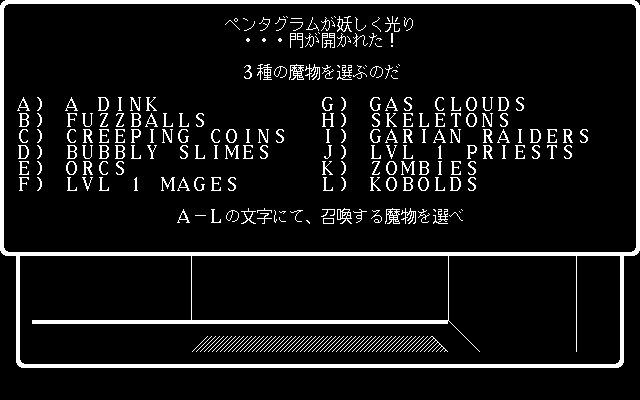 ペンタグラムが妖しく光り
・・・門が開かれた！
３種の魔物を選ぶのだ
A) A DINK
B) FUZZBALLS
C) CREEPING COINS
D) BUBBLY SLIMES
E) ORCS
F) LVL 1 MAGES
G) GAS CLOUDS
H) SKELETONS
I) GARIAN RAIDERS
J) LVL 1 PRIESTS
K) ZOMBIES
L) KOBOLDS
A－Lの文字にて、召喚する魔物を選べ